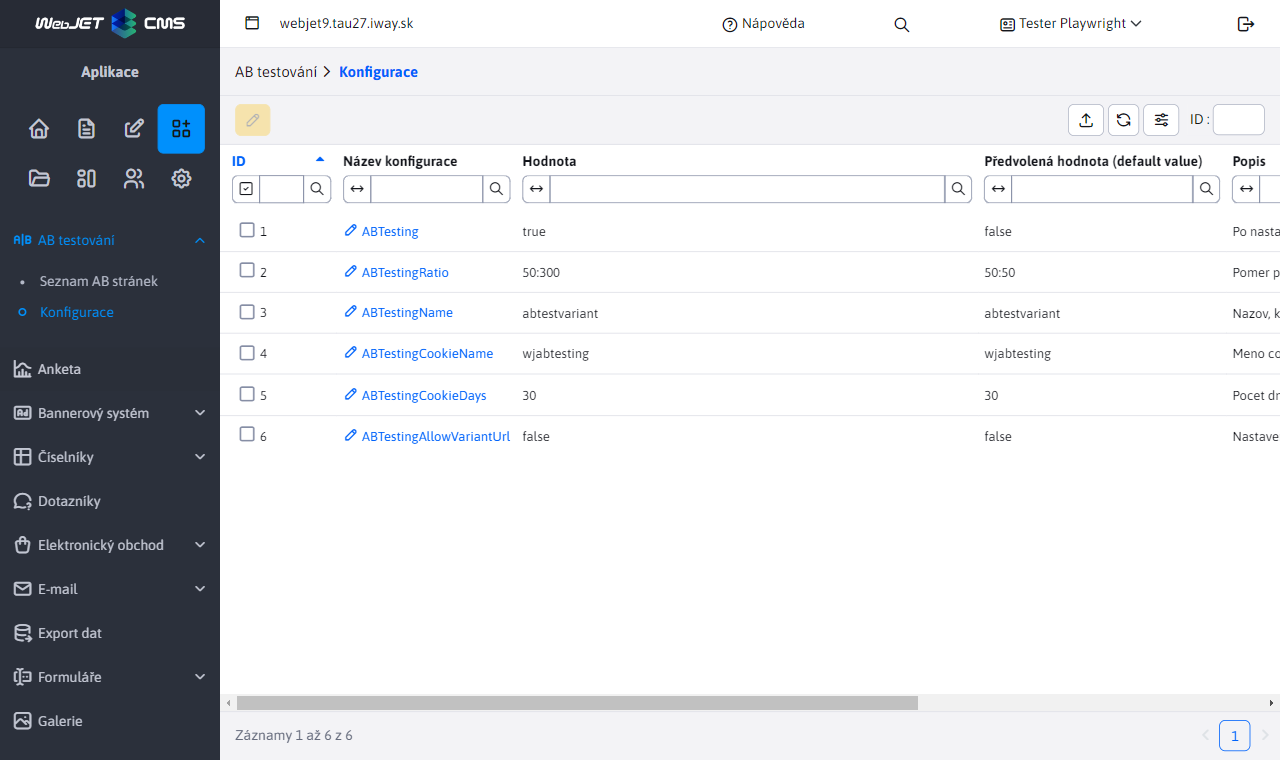 WebJET CMS
webjet9.tau27.iway.sk
Nápověda
Tester Playwright
Aplikace
AB testování
Seznam AB stránek
Konfigurace
Anketa
Bannerový systém
Číselníky
Dotazníky
Elektronický obchod
E-mail
Export dat
Formuláře
Galerie
AB testování > Konfigurace
ID :
ID Název konfigurace Hodnota Předvolená hodnota (default value) Popis
1 ABTesting true false Po nasta
2 ABTestingRatio 50:300 50:50 Pomer p
3 ABTestingName abtestvariant abtestvariant Nazov, k
4 ABTestingCookieName wjabtesting wjabtesting Meno co
5 ABTestingCookieDays 30 30 Pocet dn
6 ABTestingAllowVariantUrl false false Nastave
Záznamy 1 až 6 z 6
1